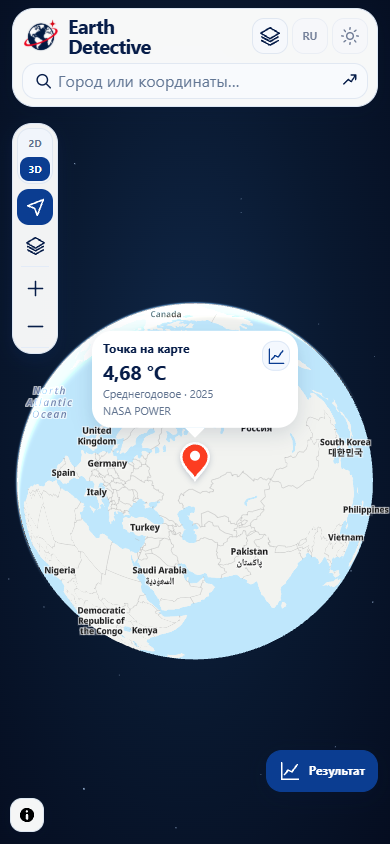 Earth
Detective
RU
Город или координаты...
2D
3D
Canada
Точка на карте
4,68 °C
Среднегодовое · 2025
NASA POWER
North
Atlantic
Ocean
United
Kingdom
Россия
South Korea
대한민국
Germany
Spain
Italy
Philippines
Turkey
Vietnam
Pakistan
پاکستان
Nigeria
Saudi Arabia
السعودية
Democratic
Republic of
the Congo
Kenya
Результат